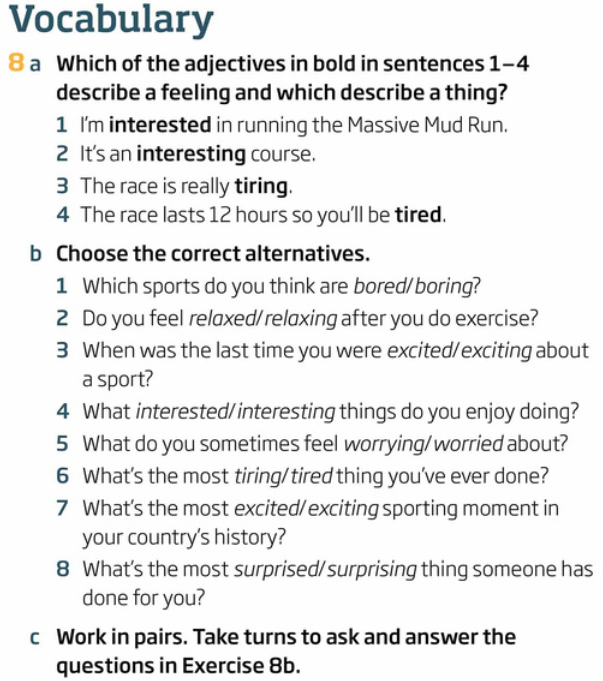 Vocabulary
8 a Which of the adjectives in bold in sentences 1–4
describe a feeling and which describe a thing?
1 I'm interested in running the Massive Mud Run.
2 It's an interesting course.
3 The race is really tiring.
4 The race lasts 12 hours so you'll be tired.
b Choose the correct alternatives.
1 Which sports do you think are bored/boring?
2 Do you feel relaxed/relaxing after you do exercise?
3 When was the last time you were excited/exciting about
a sport?
4 What interested/interesting things do you enjoy doing?
5 What do you sometimes feel worrying/worried about?
6 What's the most tiring/tired thing you've ever done?
7 What's the most excited/exciting sporting moment in
your country's history?
8 What's the most surprised/surprising thing someone has
done for you?
c Work in pairs. Take turns to ask and answer the
questions in Exercise 8b.